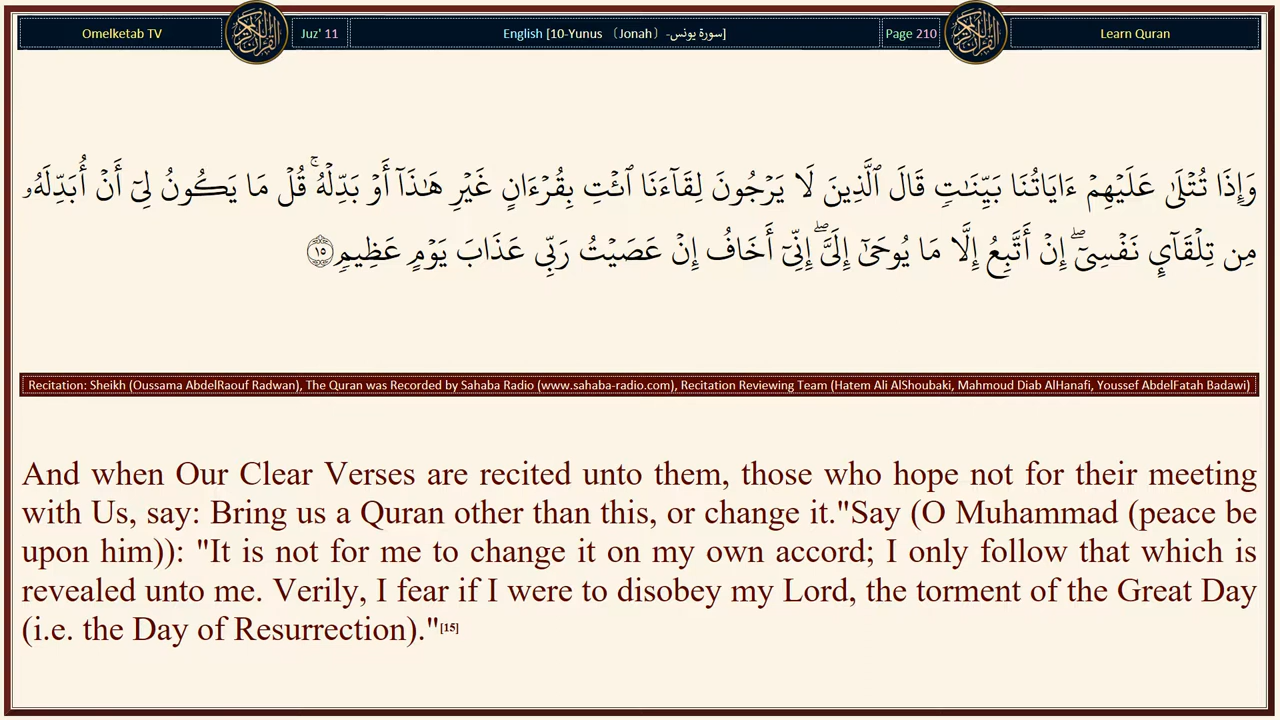 Omelketab TV
Juz' 11
English [10-Yunus (Jonah) -سورة يونس]
Page 210
Learn Quran
وَإِذَا تُتۡلَىٰ عَلَيۡهِمۡ ءَايَاتُنَا بَيِّنَٰتٖ قَالَ ٱلَّذِينَ لَا يَرۡجُونَ لِقَآءَنَا ٱئۡتِ بِقُرۡءَانٍ غَيۡرِ هَٰذَآ أَوۡ بَدِّلۡهُۚ قُلۡ مَا يَكُونُ لِيٓ أَنۡ أُبَدِّلَهُۥ
مِن تِلۡقَآيِٕ نَفۡسِيٓۖ إِنۡ أَتَّبِعُ إِلَّا مَا يُوحَىٰٓ إِلَيَّۖ إِنِّيٓ أَخَافُ إِنۡ عَصَيۡتُ رَبِّي عَذَابَ يَوۡمٍ عَظِيمٖ ١٥
Recitation: Sheikh (Oussama AbdelRaouf Radwan), The Quran was Recorded by Sahaba Radio (www.sahaba-radio.com), Recitation Reviewing Team (Hatem Ali AlShoubaki, Mahmoud Diab AlHanafi, Youssef AbdelFatah Badawi)
And when Our Clear Verses are recited unto them, those who hope not for their meeting
with Us, say: Bring us a Quran other than this, or change it."Say (O Muhammad (peace be
upon him)): "It is not for me to change it on my own accord; I only follow that which is
revealed unto me. Verily, I fear if I were to disobey my Lord, the torment of the Great Day
(i.e. the Day of Resurrection)."[15]